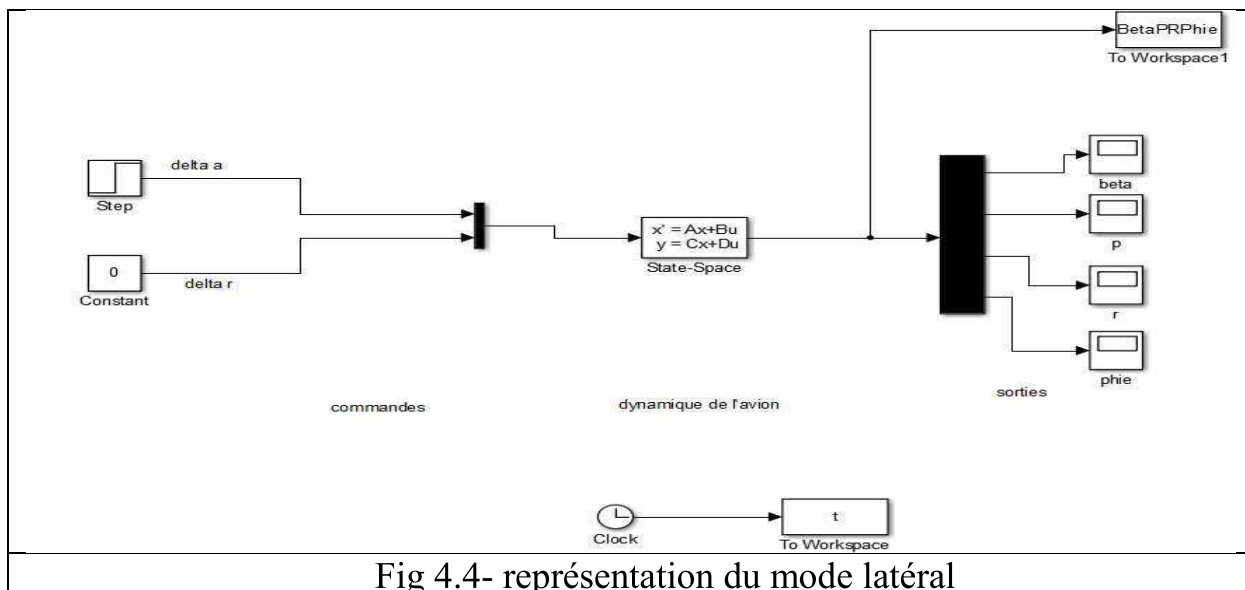 BetaPRPhie
To Workspace1
delta a
Step
beta
x' = Ax+Bu
y = Cx+Du
State-Space
p
0
delta r
Constant
r
phie
sorties
commandes
dynamique de l'avion
t
Clock
To Workspace
Fig 4.4- représentation du mode latéral